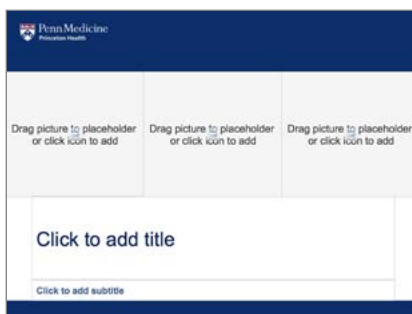 Penn Medicine
Princeton Health
Drag picture to placeholder
or click icon to add
Drag picture to placeholder
or click icon to add
Drag picture to placeholder
or click icon to add
Click to add title
Click to add subtitle